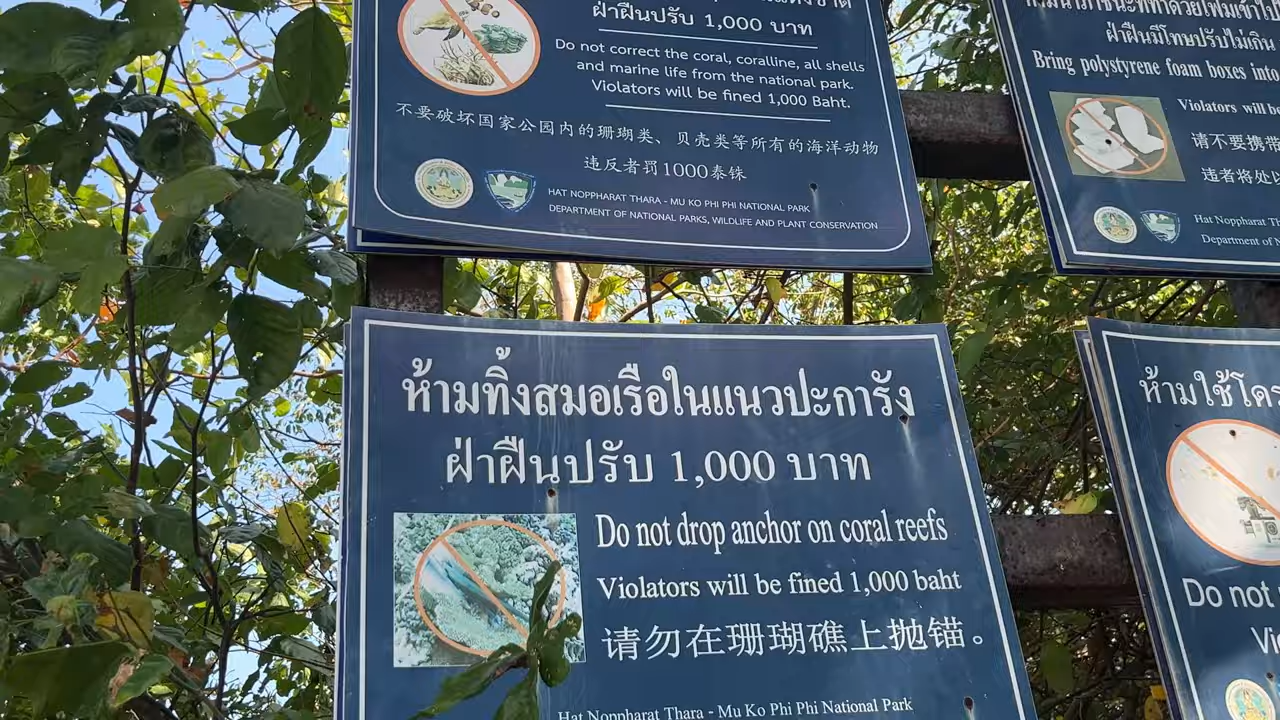 ฝ่าฝืนปรับ 1,000 บาท
Do not correct the coral, coralline, all shells
and marine life from the national park.
Violators will be fined 1,000 Baht.
不要破坏国家公园内的珊瑚类、贝壳类等所有的海洋动物
违反者罚1000泰铢
HAT NOPPHARAT THARA - MU KO PHI PHI NATIONAL PARK
DEPARTMENT OF NATIONAL PARKS, WILDLIFE AND PLANT CONSERVATION
ฝ่าฝืนมีโทษปรับไม่เกิน
Bring polystyrene foam boxes into
Violators will be
请不要携带
违者将处以
Hat Noppharat
Department of
ห้ามทิ้งสมอเรือในแนวปะการัง
ฝ่าฝืนปรับ 1,000 บาท
Do not drop anchor on coral reefs
Violators will be fined 1,000 baht
请勿在珊瑚礁上抛锚。
Hat Noppharat Thara - Mu Ko Phi Phi National Park
ห้ามใช้
Do not